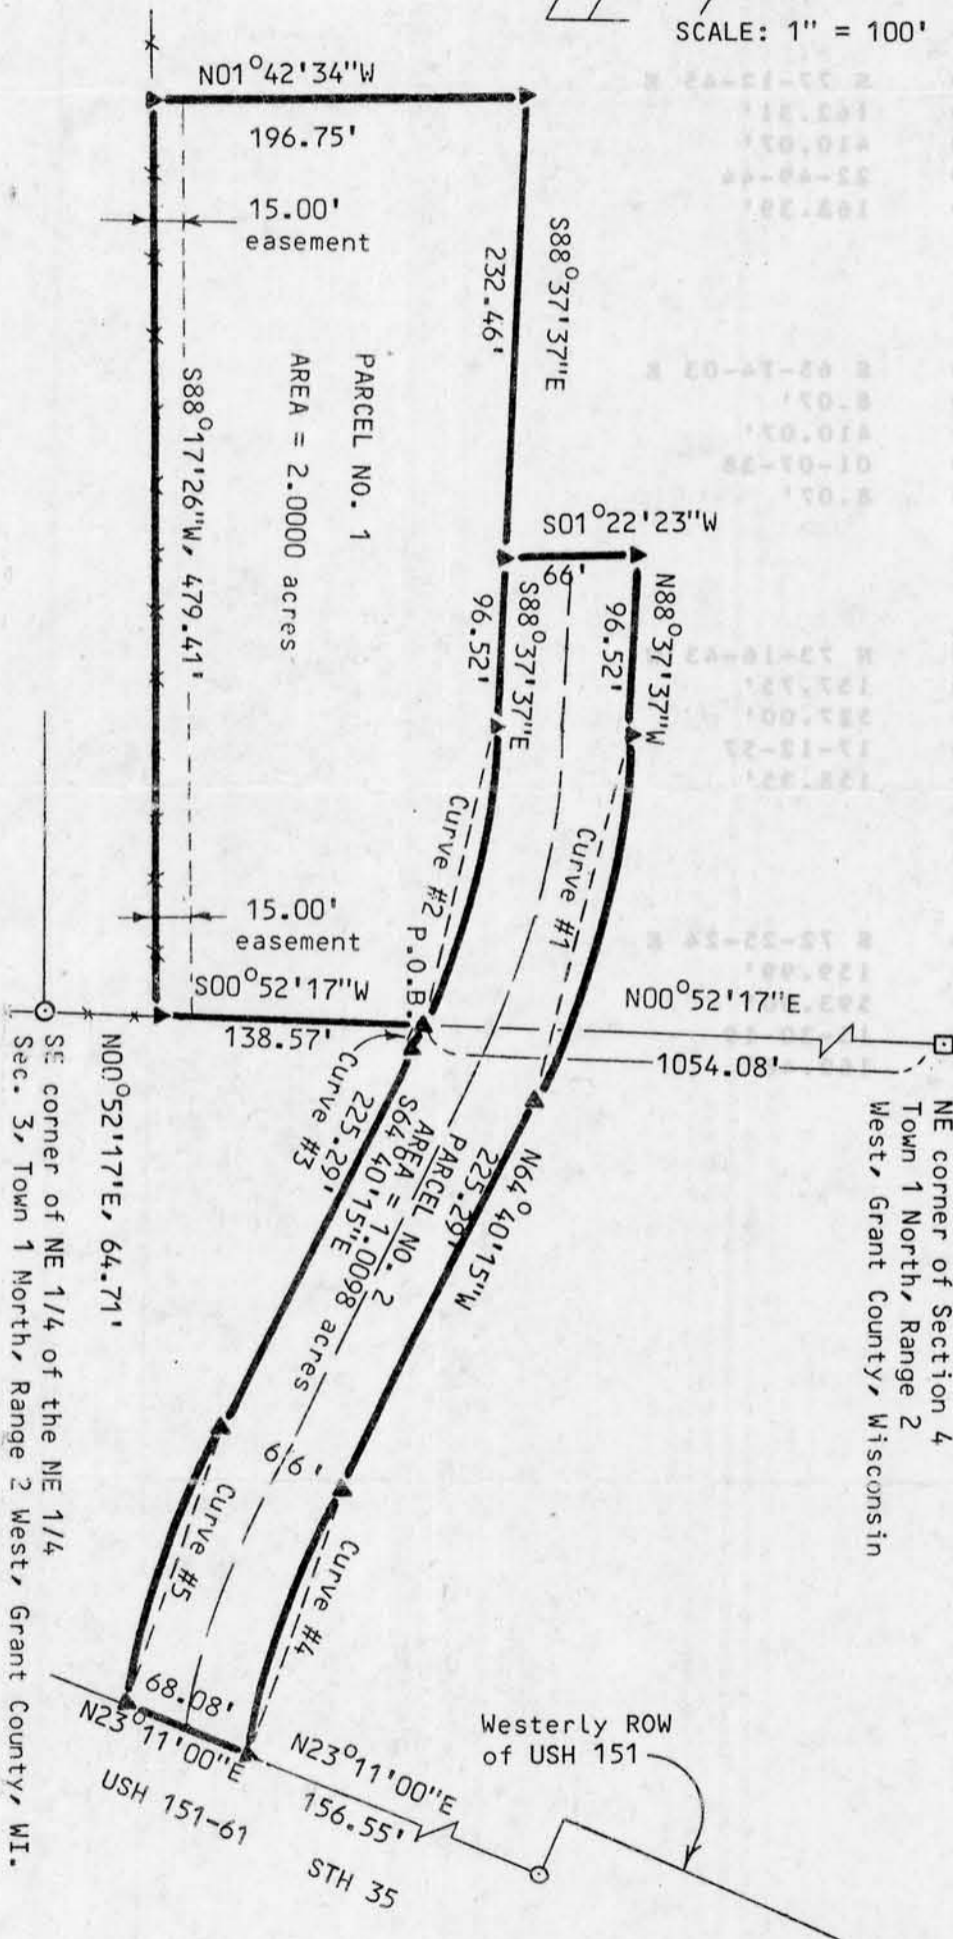 SCALE: 1" = 100'
N01°42'34"W
196.75'
15.00'
easement
S88°37'37"E
232.46'
PARCEL NO. 1
AREA = 2.0000 acres
S88°17'26"W, 479.41'
S01°22'23"W
66'
N88°37'37"W
96.52'
S88°37'37"E
96.52'
Curve #1
Curve #2
P.O.B.
15.00'
easement
S00°52'17"W
138.57'
N00°52'17"E
1054.08'
NE corner of Section 4
Town 1 North, Range 2
West, Grant County, Wisconsin
Curve #3
225.29'
S64°40'15"E
AREA = 1.0098 acres
PARCEL NO. 2
225.29'
N64°40'15"W
N00°52'17"E, 64.71'
SE corner of NE 1/4 of the NE 1/4
Sec. 3, Town 1 North, Range 2 West, Grant County, WI.
66'
Curve #5
Curve #4
68.08'
N23°11'00"E
N23°11'00"E
156.55'
USH 151-61
STH 35
Westerly ROW
of USH 151